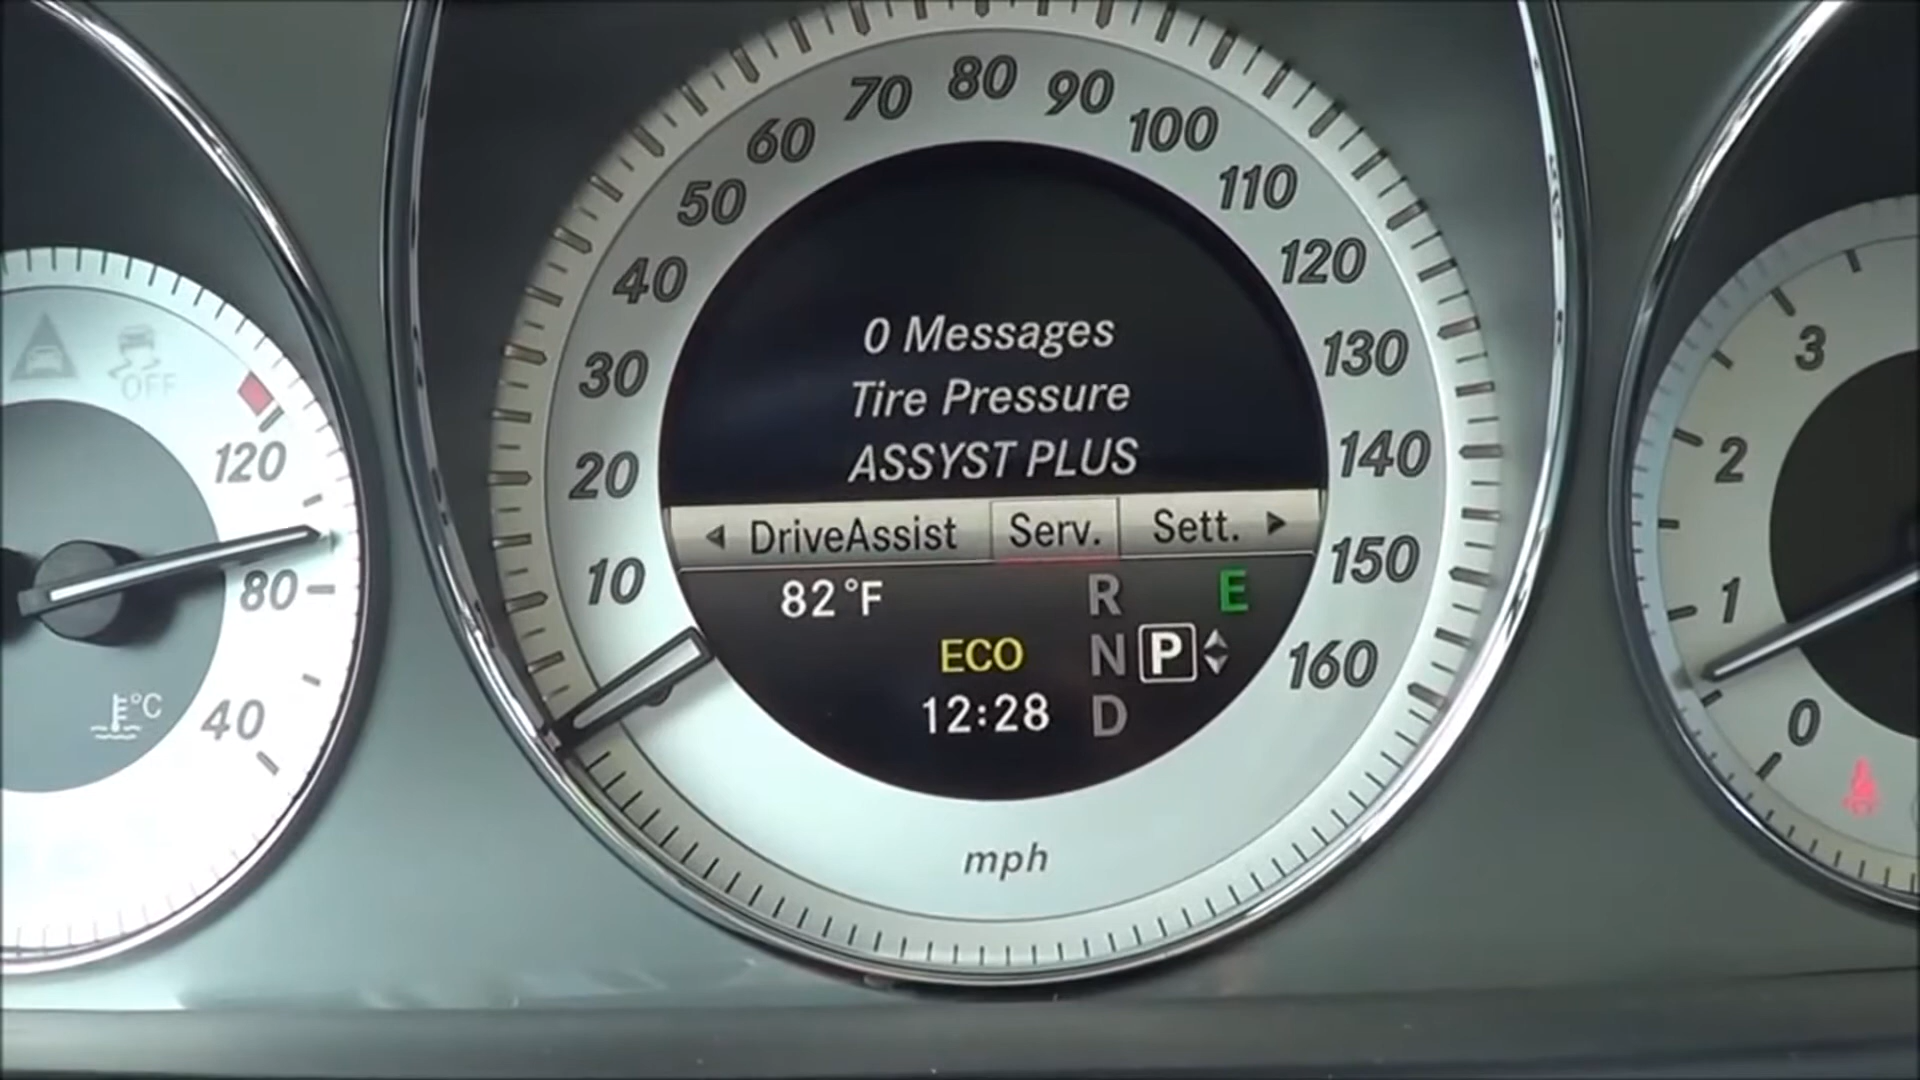 OFF
120
80
40
°C
10
20
30
40
50
60
70
80
90
100
110
120
130
140
150
160
0 Messages
Tire Pressure
ASSYST PLUS
DriveAssist Serv. Sett.
82°F R E
ECO N P
12:28 D
mph
3
2
1
0